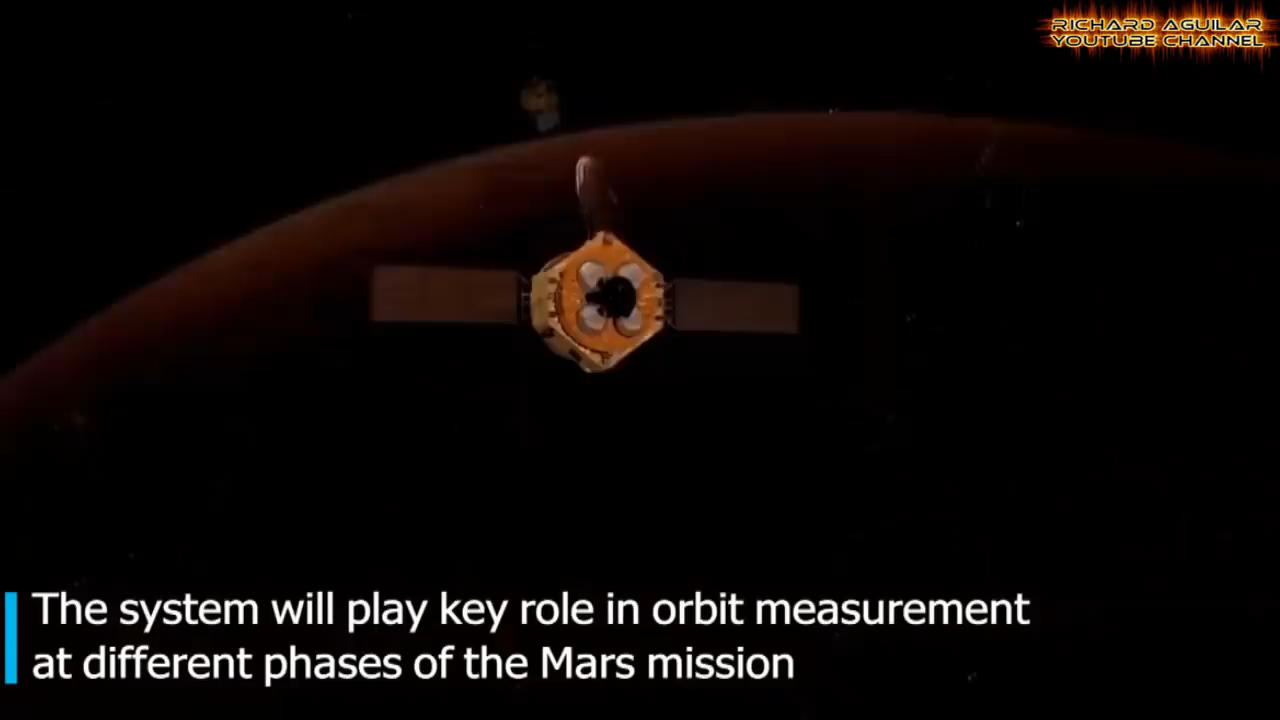 RICHARD AGUILAR
YOUTUBE CHANNEL
The system will play key role in orbit measurement
at different phases of the Mars mission